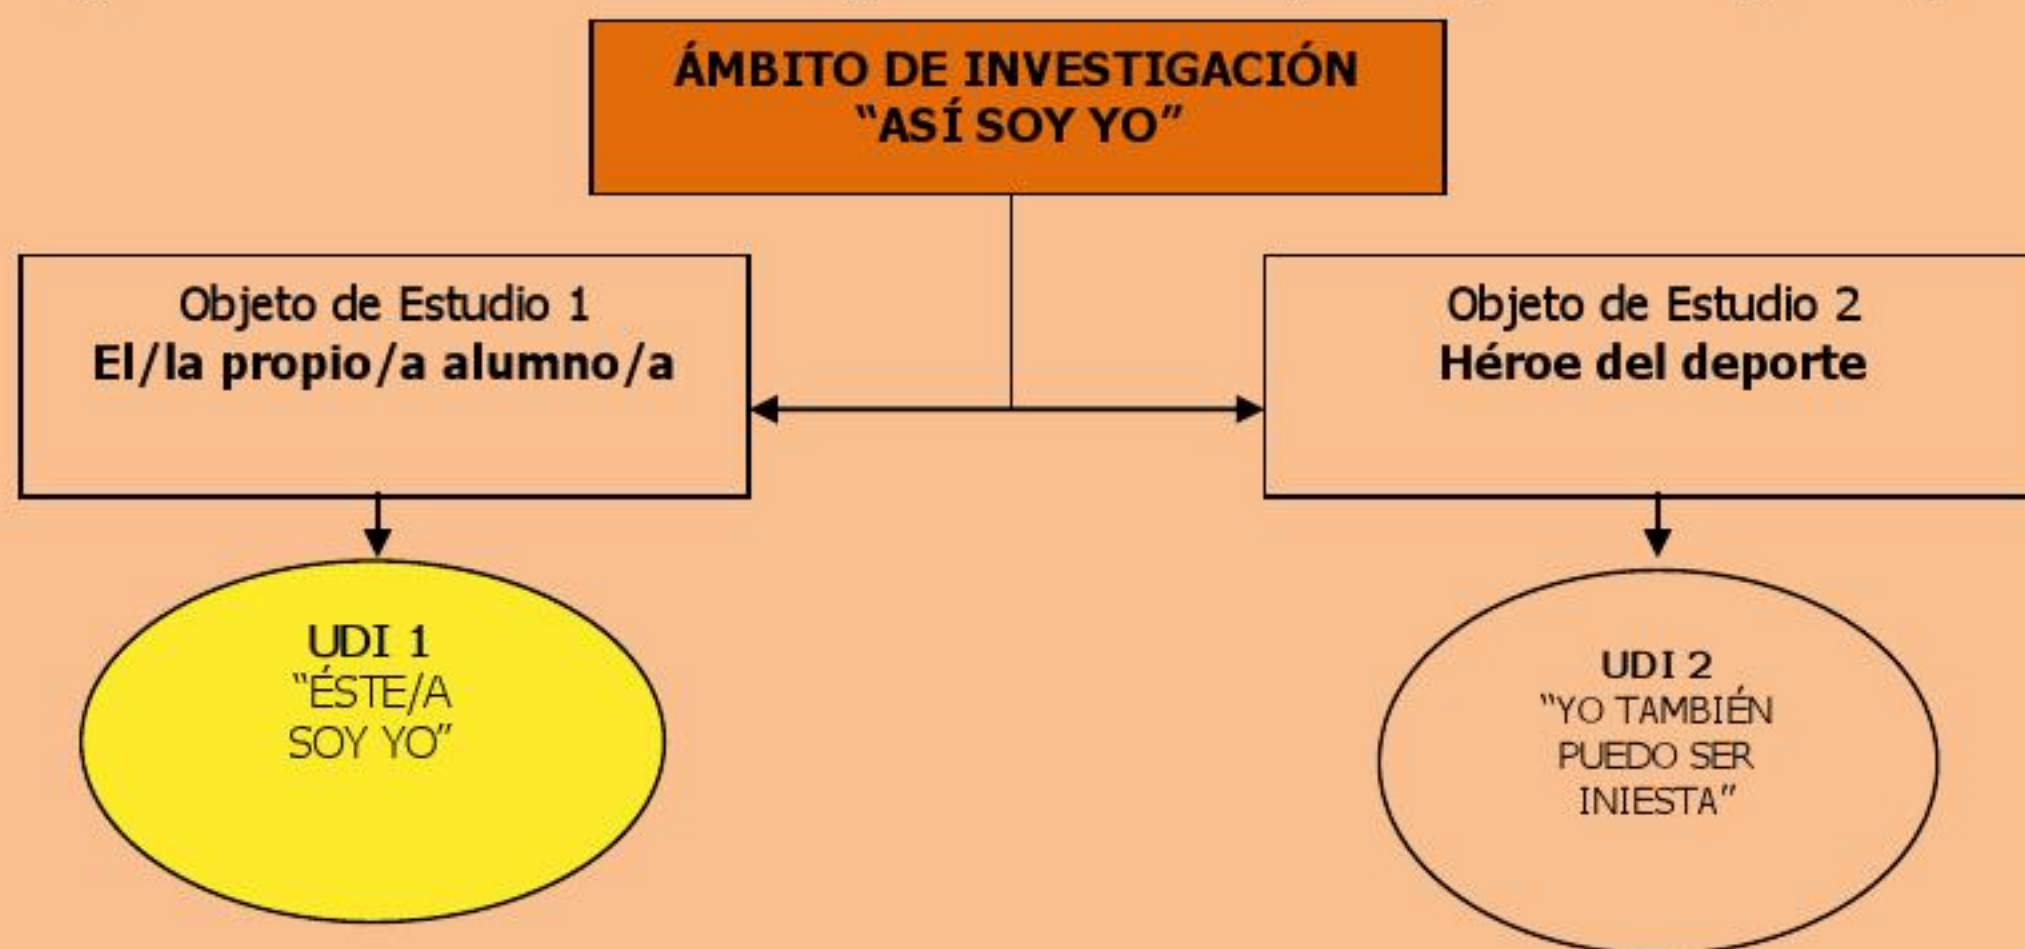 ÁMBITO DE INVESTIGACIÓN
“ASÍ SOY YO”
Objeto de Estudio 1
El/la propio/a alumno/a
Objeto de Estudio 2
Héroe del deporte
UDI 1
“ÉSTE/A
SOY YO”
UDI 2
“YO TAMBIÉN
PUEDO SER
INIESTA”